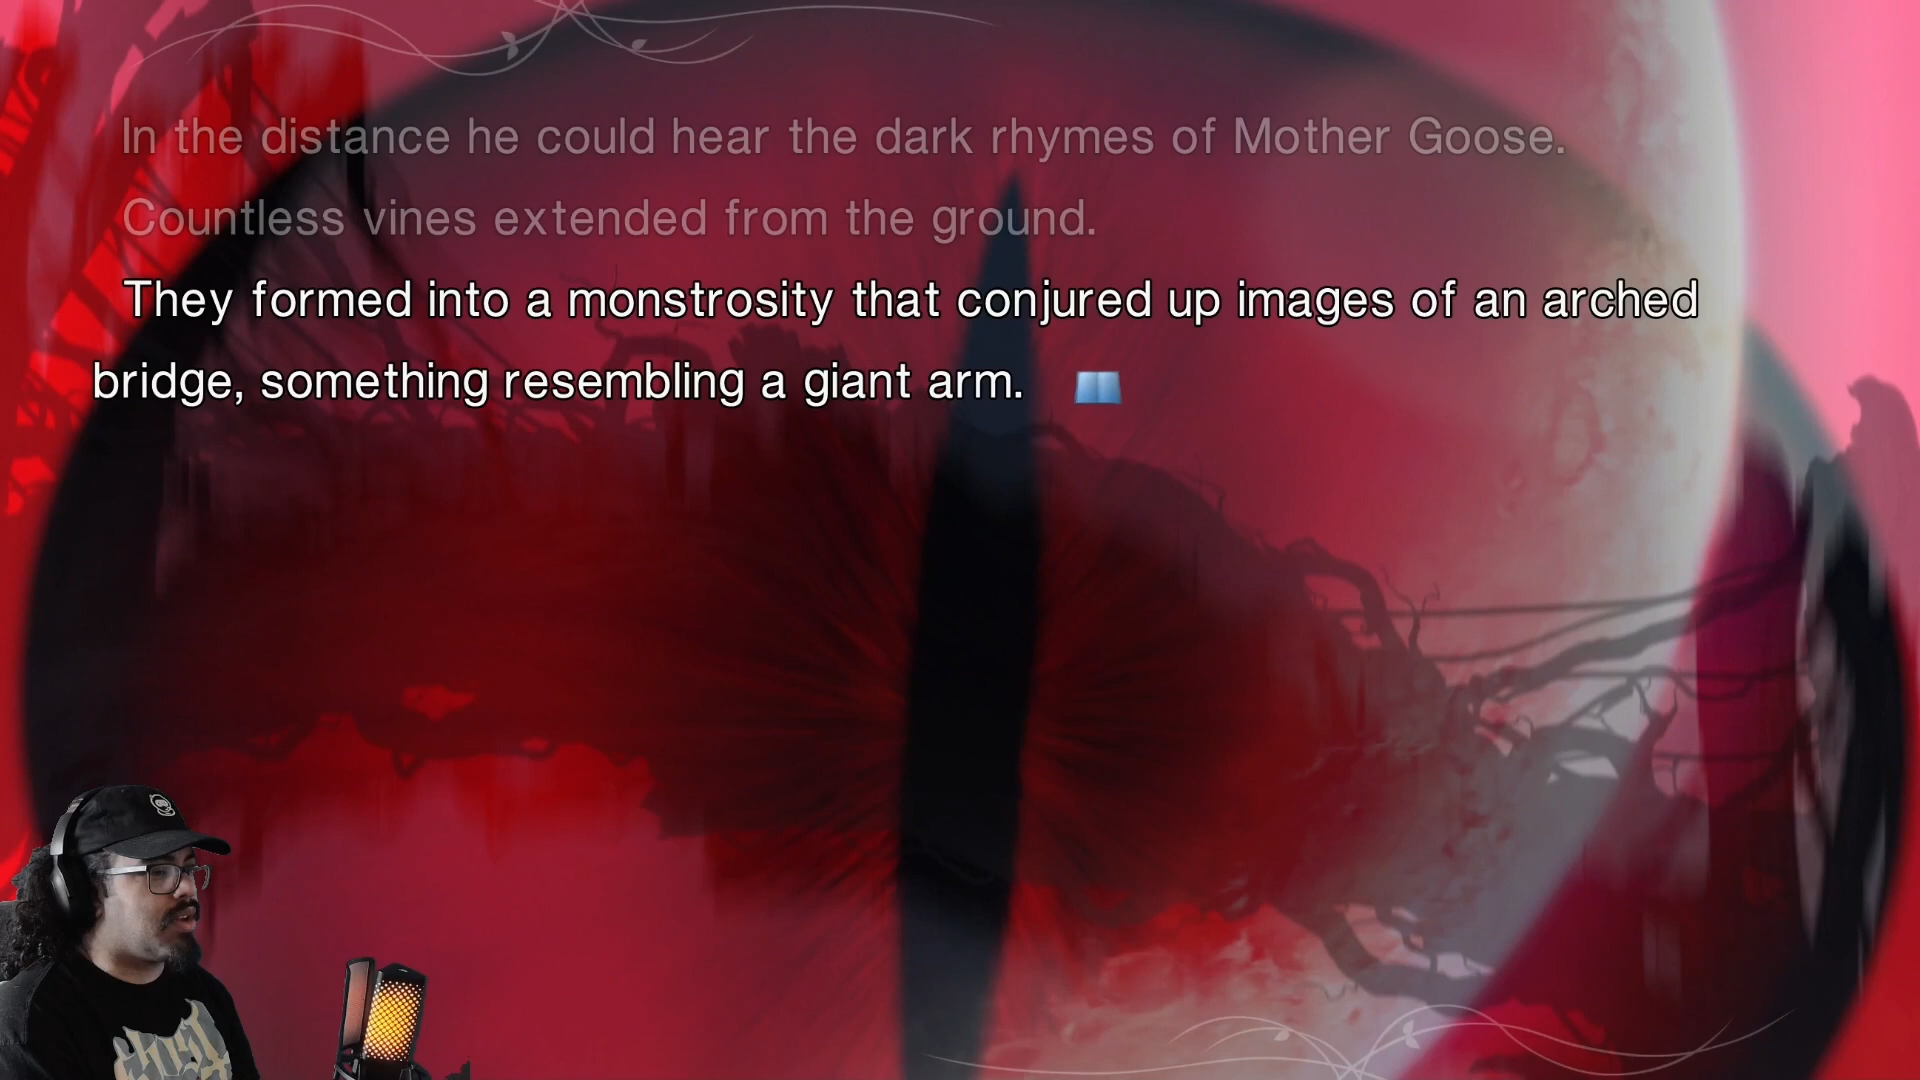 In the distance he could hear the dark rhymes of Mother Goose.
Countless vines extended from the ground.
They formed into a monstrosity that conjured up images of an arched
bridge, something resembling a giant arm.